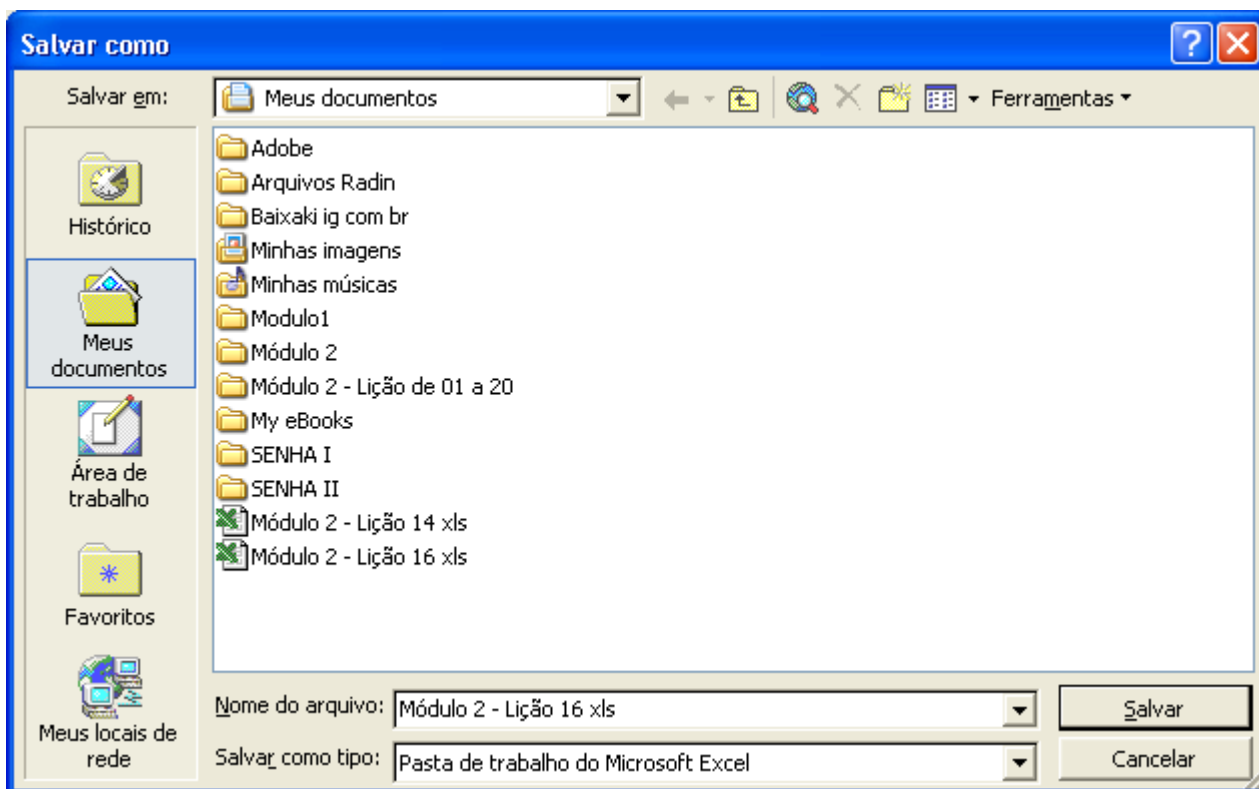 Salvar como
Salvar em:
Meus documentos
Ferramentas
Histórico
Meus
documentos
Área de
trabalho
Favoritos
Meus locais de
rede
Adobe
Arquivos Radin
Baixaki ig com br
Minhas imagens
Minhas músicas
Modulo1
Módulo 2
Módulo 2 - Lição de 01 a 20
My eBooks
SENHA I
SENHA II
Módulo 2 - Lição 14 xls
Módulo 2 - Lição 16 xls
Nome do arquivo: Módulo 2 - Lição 16 xls
Salvar
Salvar como tipo: Pasta de trabalho do Microsoft Excel
Cancelar